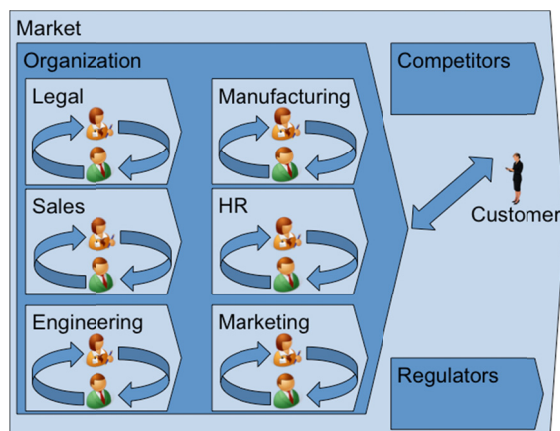 Market
Organization
Competitors
Legal
Manufacturing
Customer
Sales
HR
Engineering
Marketing
Regulators